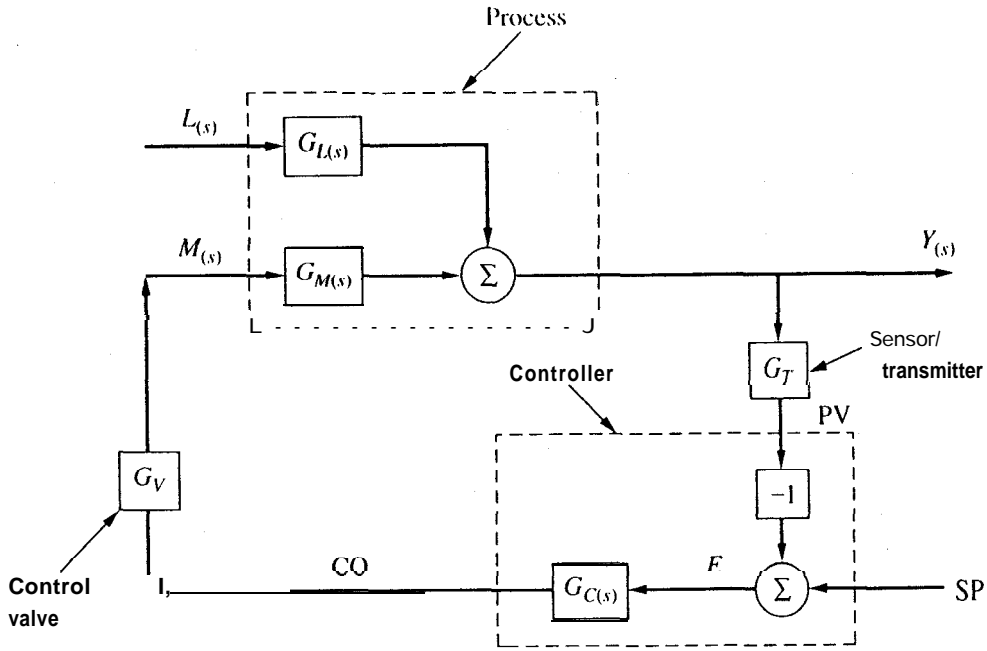 Process
L(s)
GL(s)
M(s)
GM(s)
Σ
Y(s)
Sensor/
transmitter
GT
Controller
PV
GV
−1
Control
valve
CO
GC(s)
E
Σ
SP